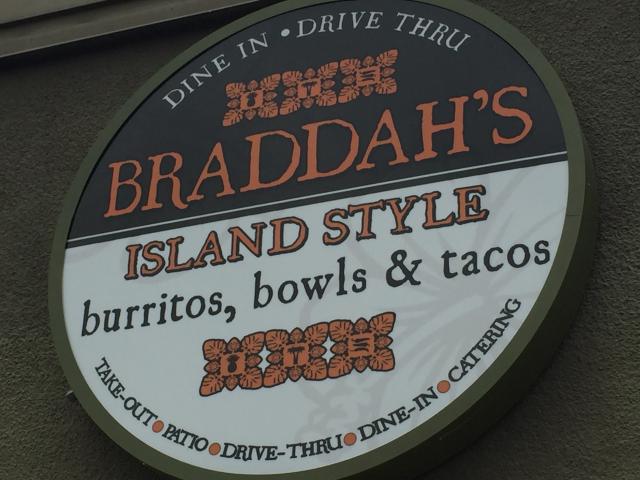 DINE IN • DRIVE THRU
BRADDAH'S
ISLAND STYLE
burritos, bowls & tacos
TAKE-OUT • PATIO • DRIVE-THRU • DINE-IN • CATERING